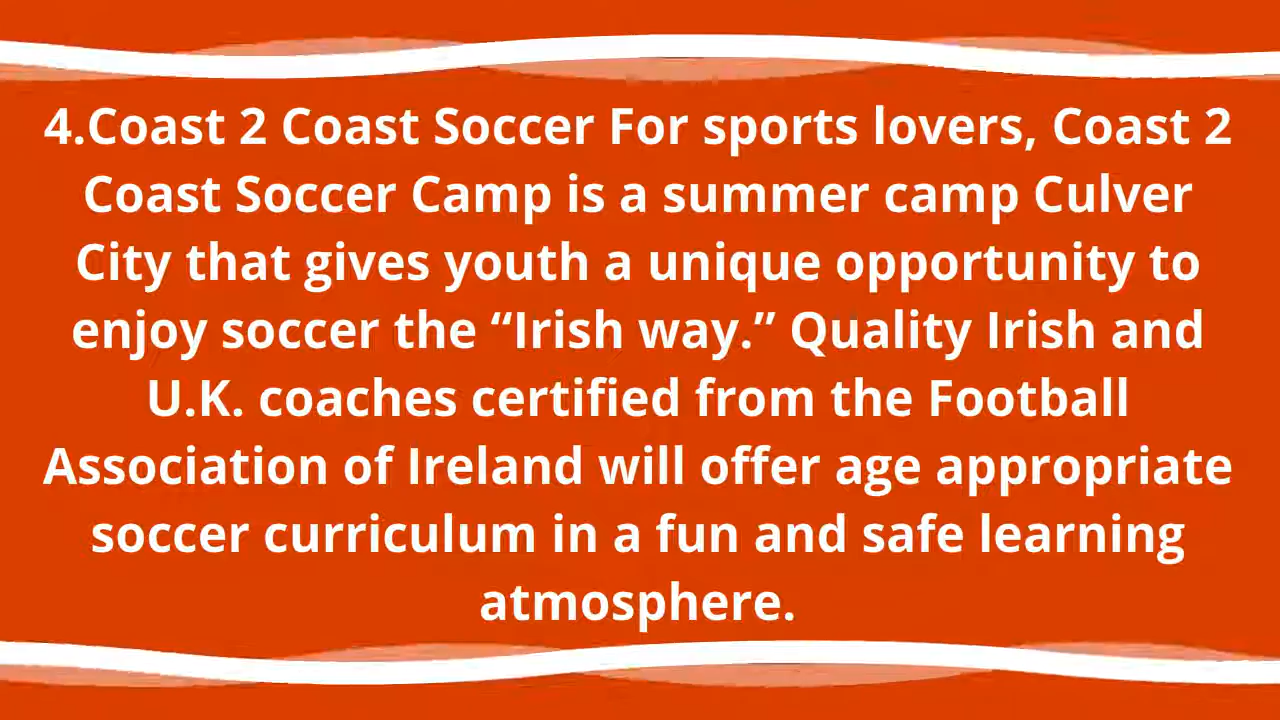 4.Coast 2 Coast Soccer For sports lovers, Coast 2
Coast Soccer Camp is a summer camp Culver
City that gives youth a unique opportunity to
enjoy soccer the “Irish way.” Quality Irish and
U.K. coaches certified from the Football
Association of Ireland will offer age appropriate
soccer curriculum in a fun and safe learning
atmosphere.